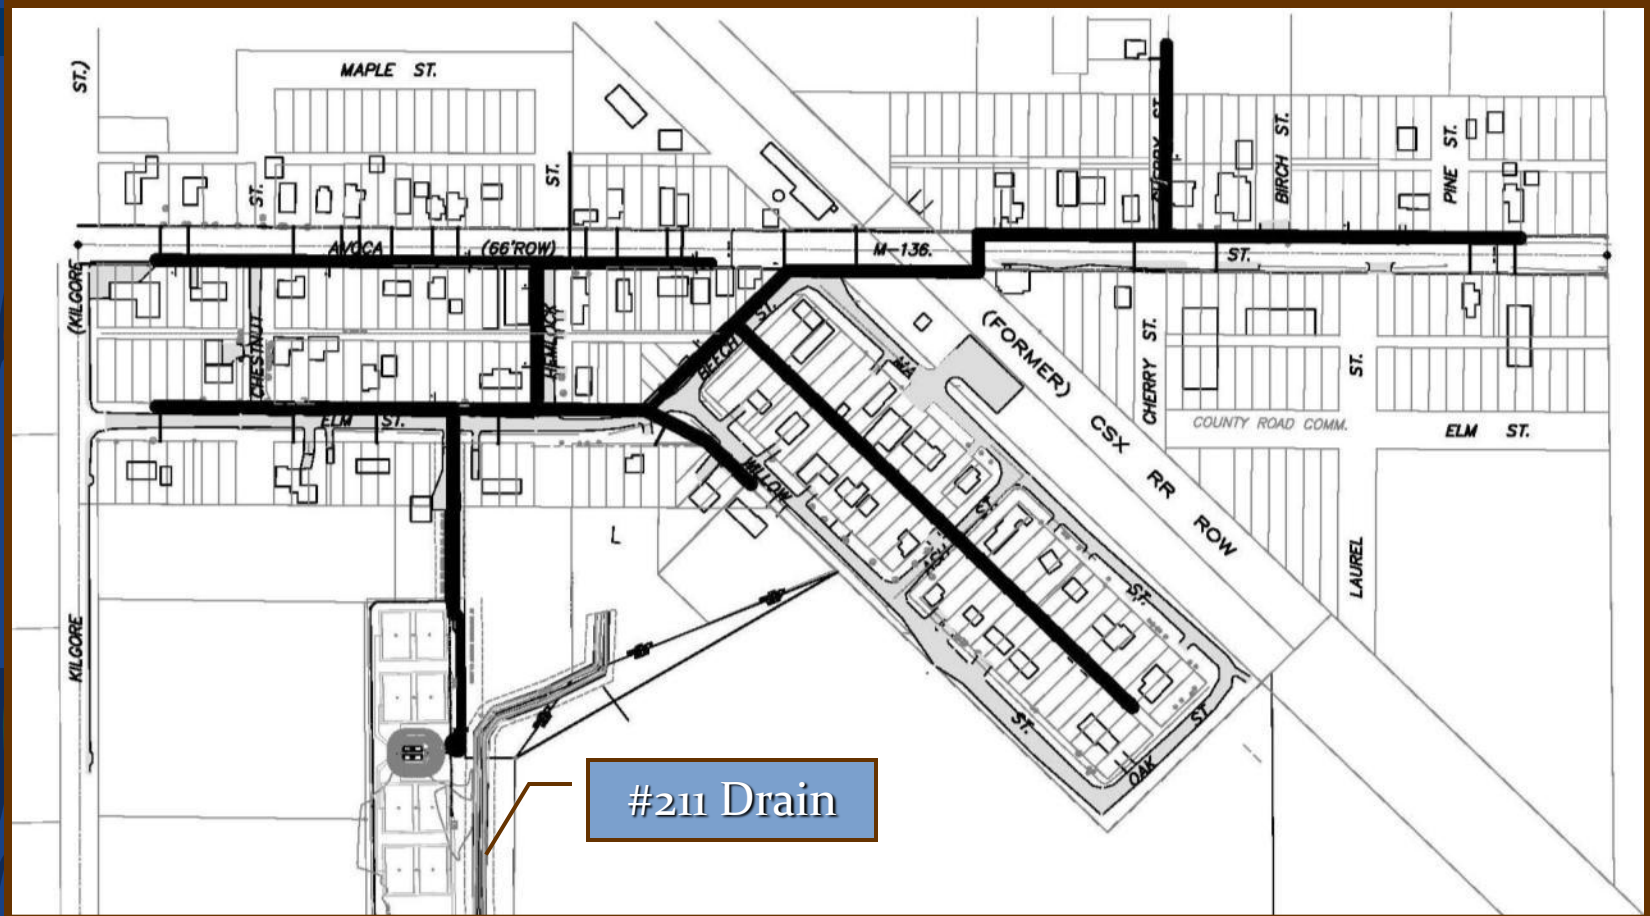 MAPLE ST.
ST.)
ST.
ST.
CHERRY ST.
BIRCH ST.
PINE ST.
AVOCA (66'ROW) M-136. ST.
(KILGORE
CHESTNUT
HEMLOCK
BEECH ST.
(FORMER) CSX RR ROW
CHERRY ST.
ST.
COUNTY ROAD COMM.
ELM ST.
ELM ST.
WILLOW
L
ASH
ST.
LAUREL
KILGORE
ST.
ST.
OAK
#211 Drain